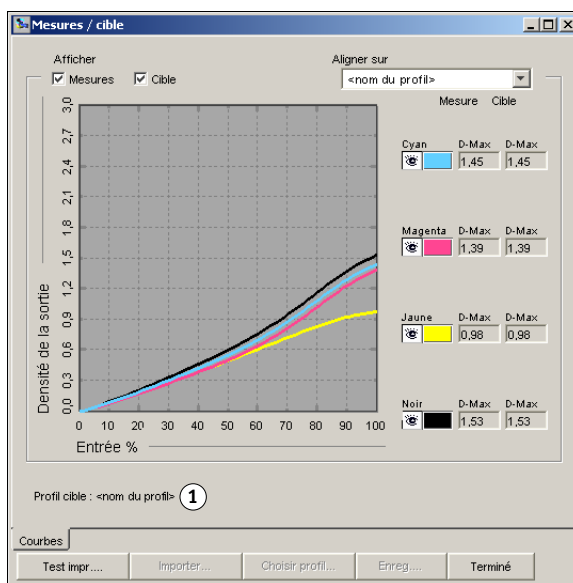 Mesures / cible
Afficher
Aligner sur
Mesures
Cible
<nom du profil>
Mesure Cible
Cyan D-Max D-Max
1,45 1,45
Magenta D-Max D-Max
1,39 1,39
Jaune D-Max D-Max
0,98 0,98
Noir D-Max D-Max
1,53 1,53
Densité de la sortie
3,0
2,7
2,4
2,1
1,8
1,5
1,2
0,9
0,6
0,3
0,0
0 10 20 30 40 50 60 70 80 90 100
Entrée %
Profil cible : <nom du profil> 1
Courbes
Test impr.... Importer... Choisir profil... Enreg.... Terminé